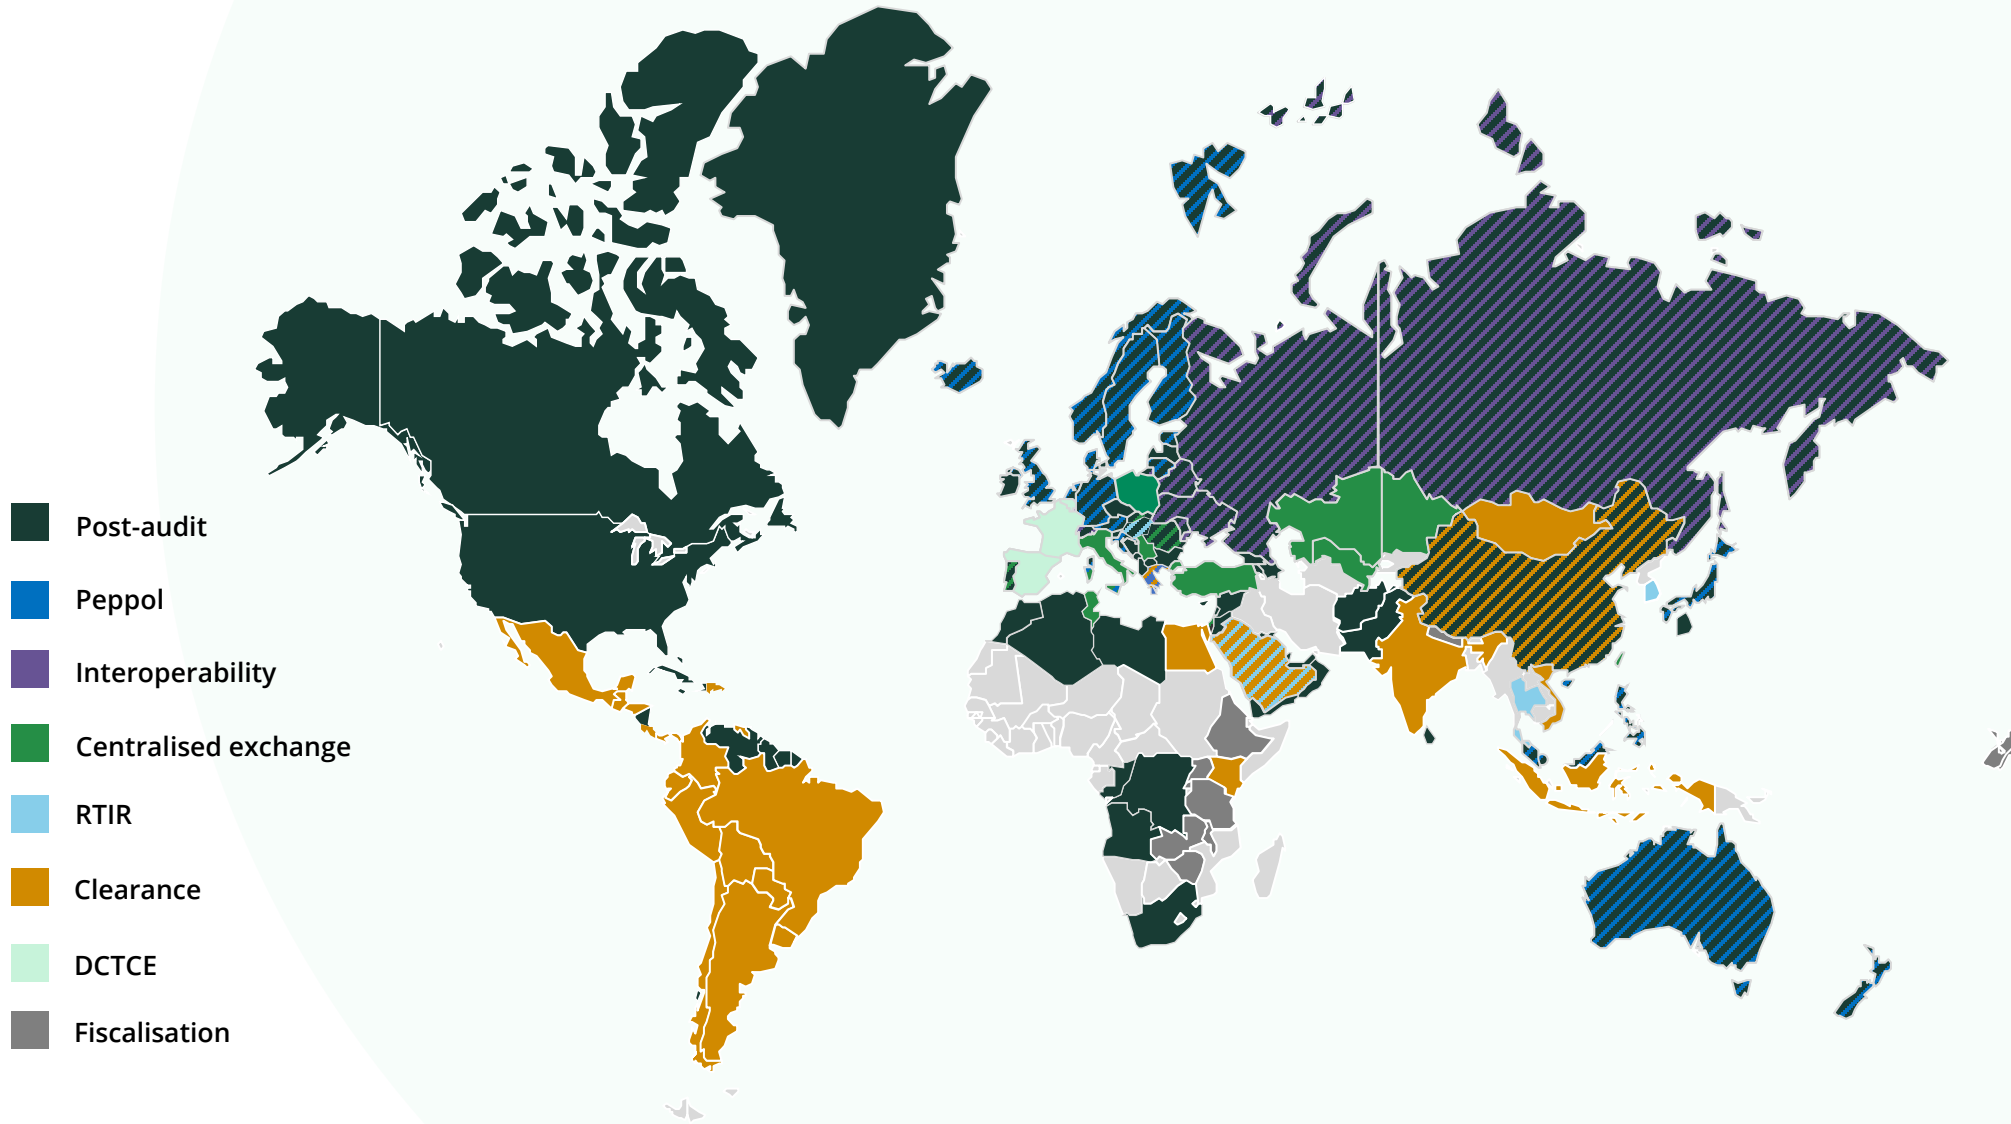 Post-audit
Peppol
Interoperability
Centralised exchange
RTIR
Clearance
DCTCE
Fiscalisation